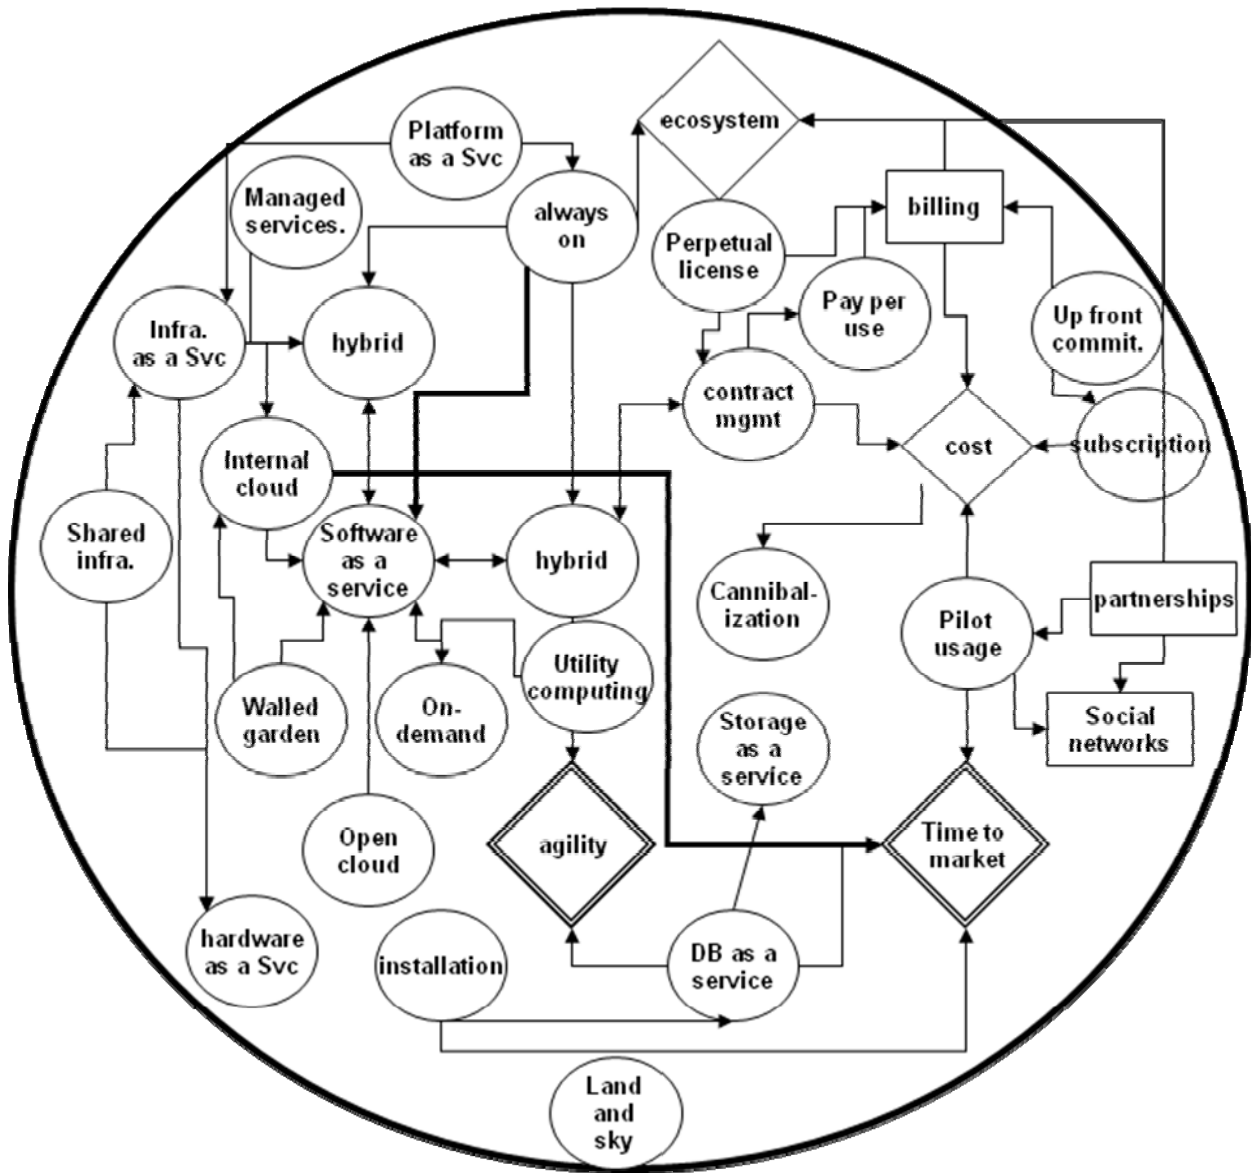 ecosystem
Platform
as a Svc
Managed
services.
always
on
billing
Perpetual
license
Pay per
use
Up front
commit.
Infra.
as a Svc
hybrid
contract
mgmt
cost
subscription
Internal
cloud
Shared
infra.
Software
as a
service
hybrid
Cannibal-
ization
Pilot
usage
partnerships
Utility
computing
Walled
garden
On-
demand
Storage
as a
service
Social
networks
Open
cloud
agility
Time to
market
hardware
as a Svc
installation
DB as a
service
Land
and
sky